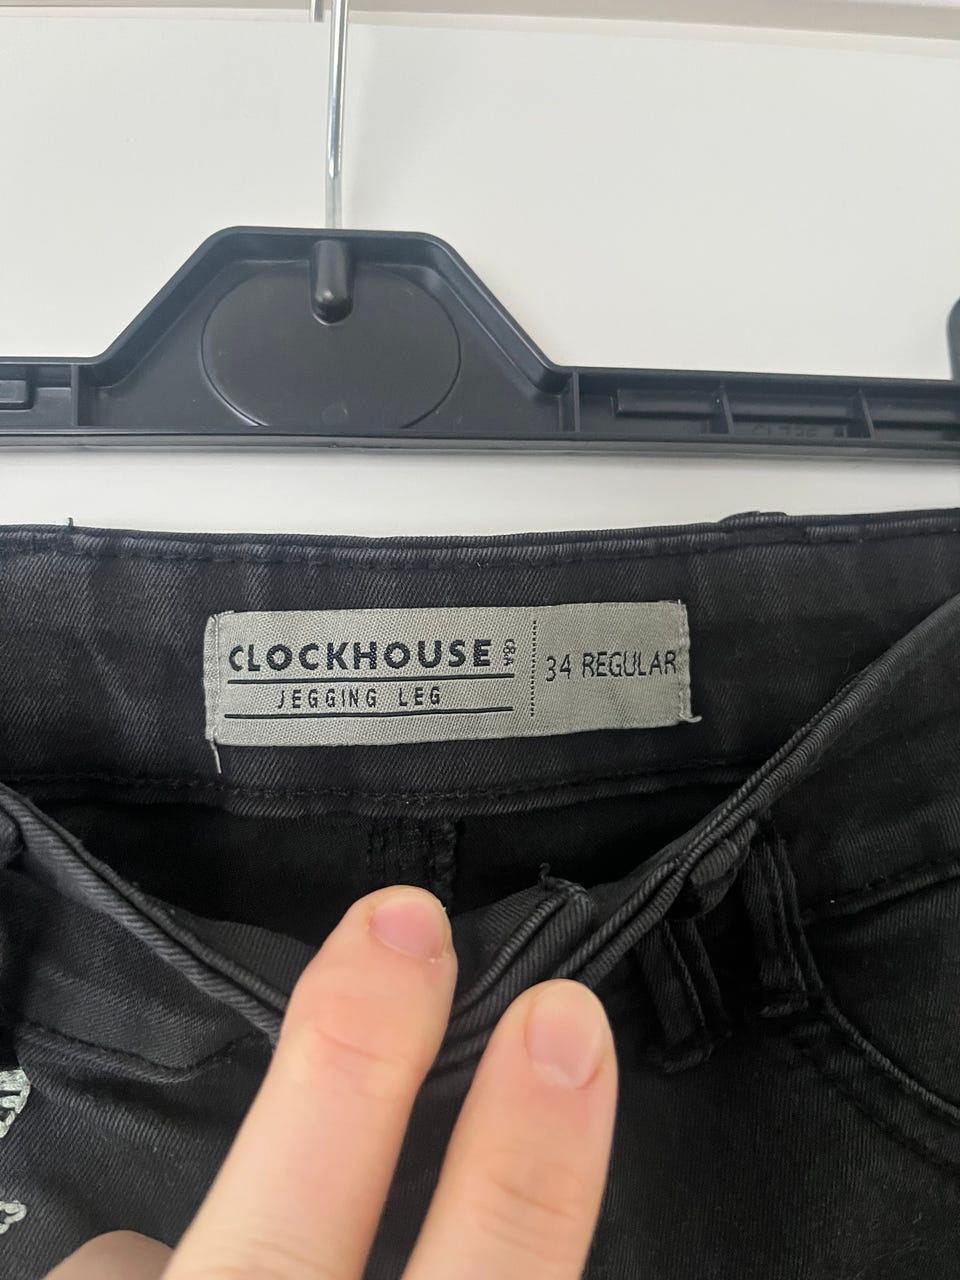 CLOCKHOUSE C&A
JEGGING LEG
34 REGULAR